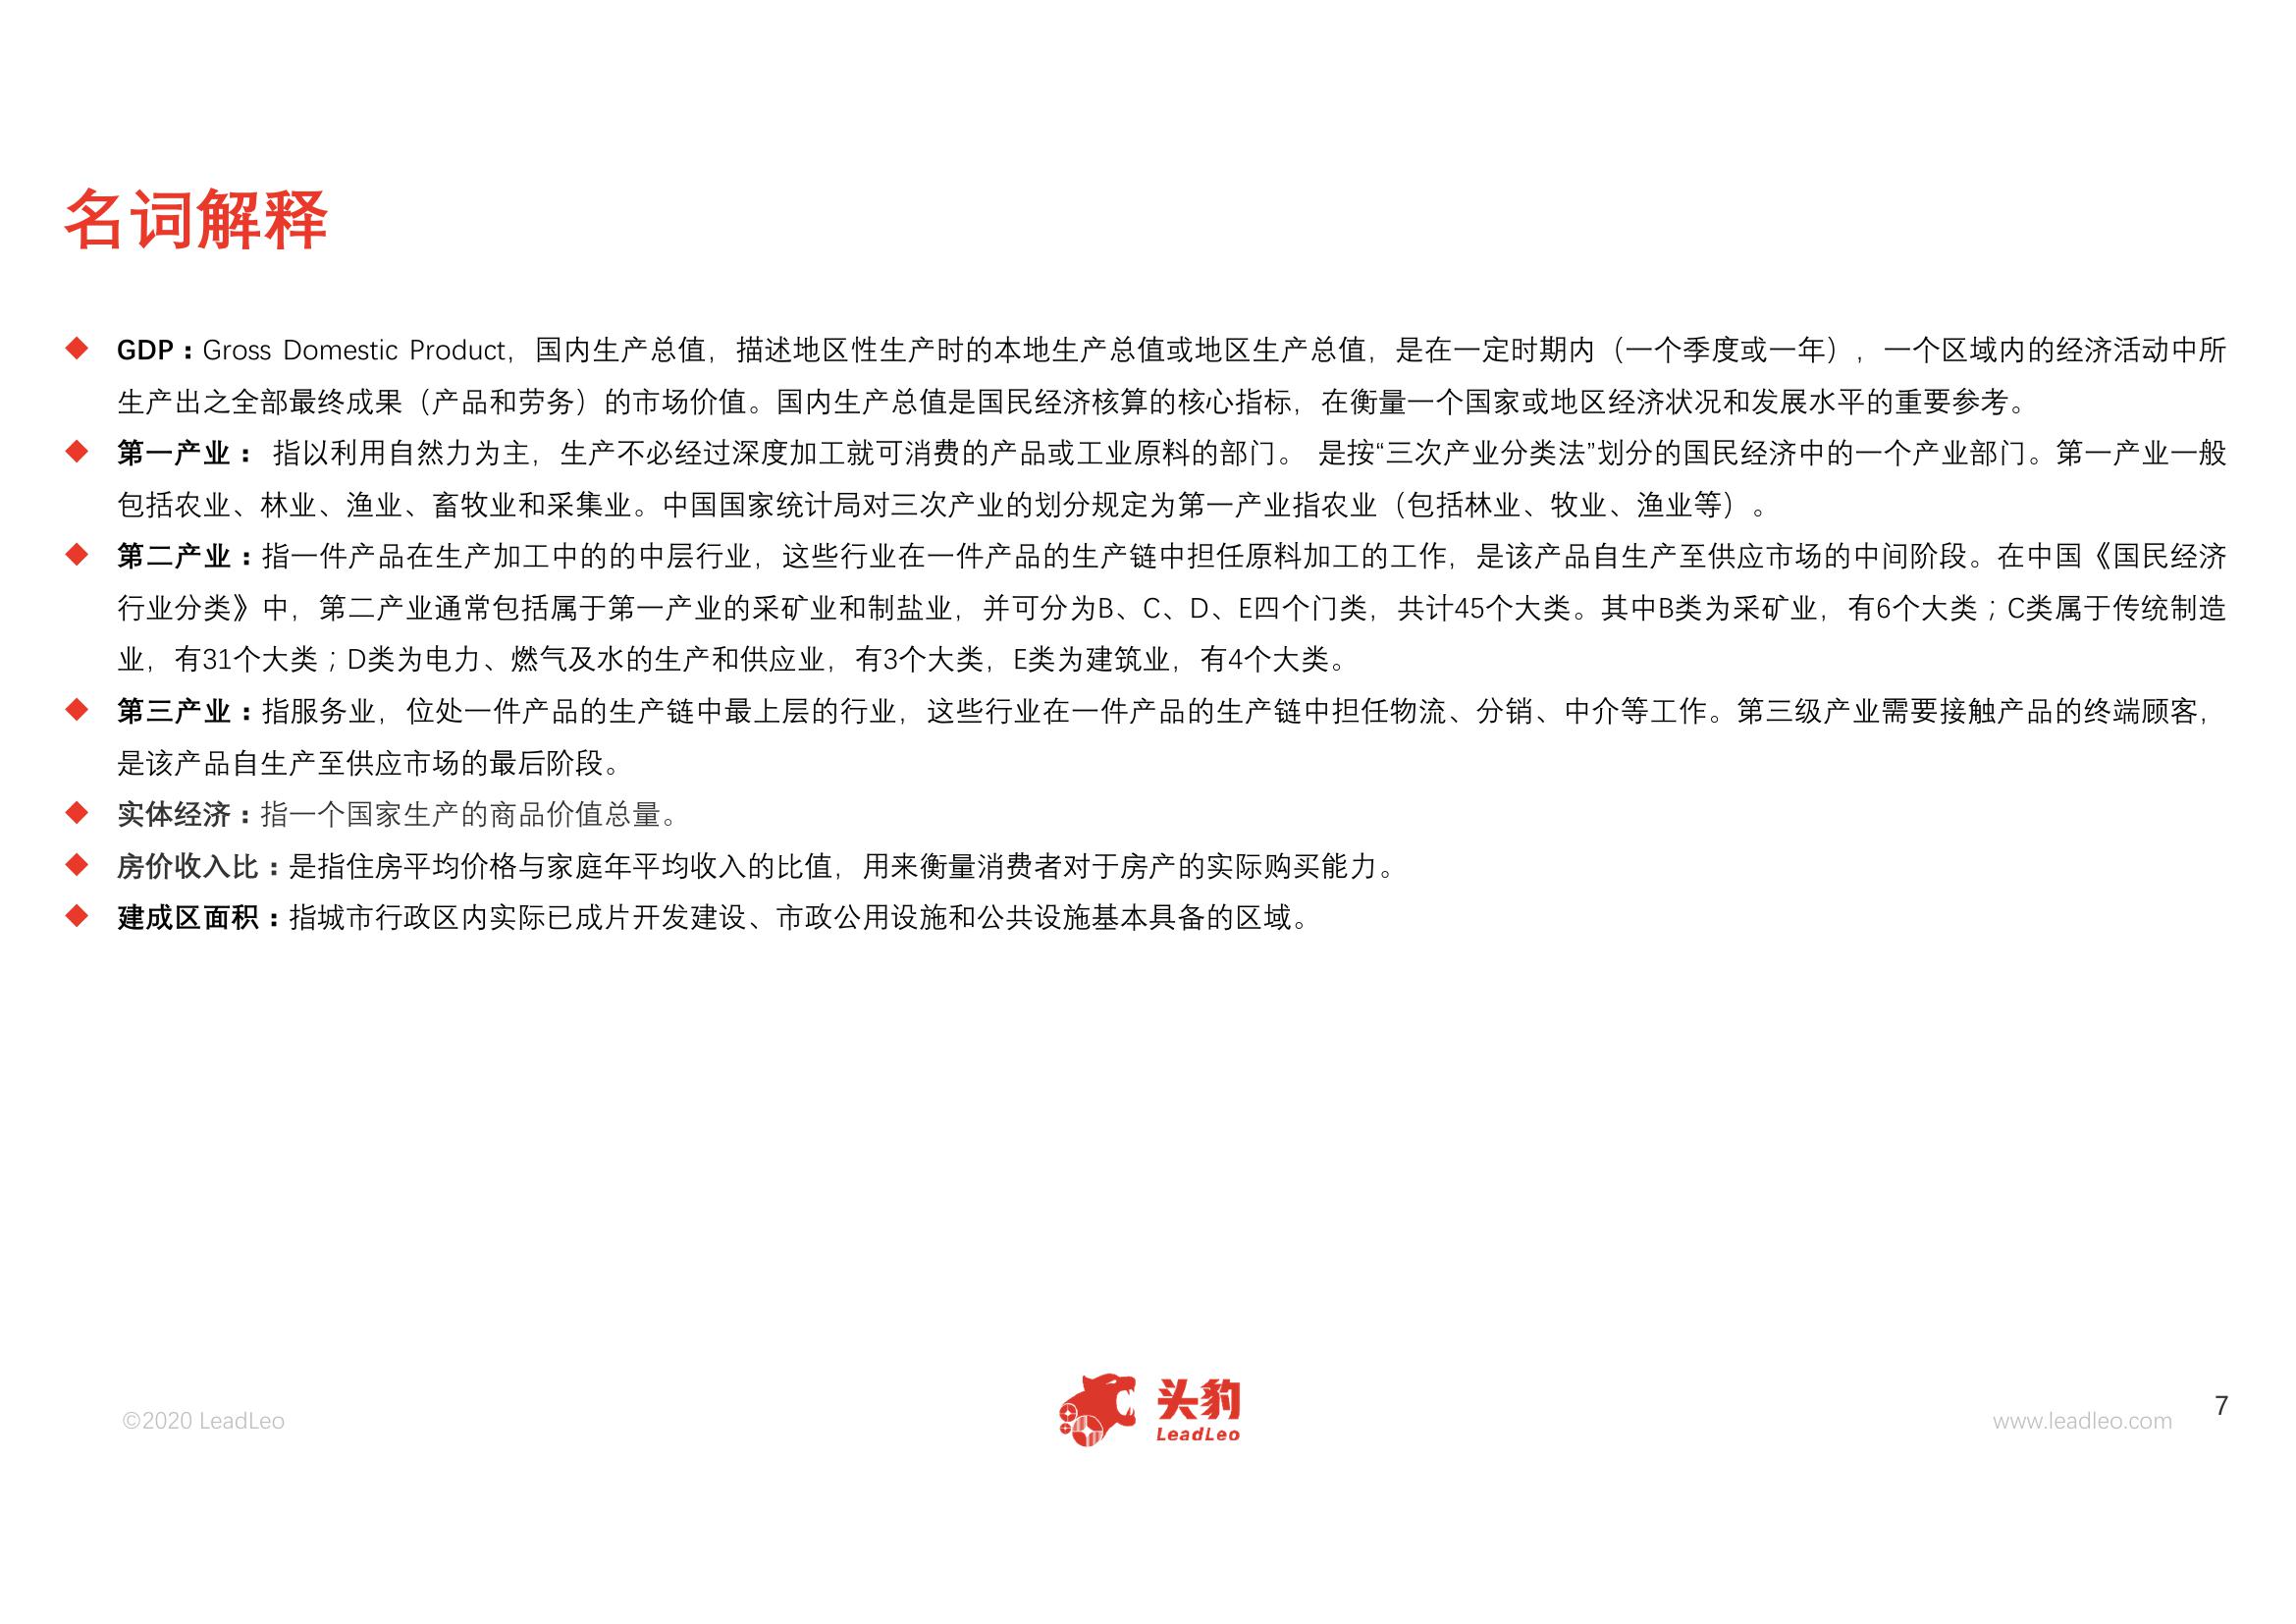 名词解释
GDP：Gross Domestic Product，国内生产总值，描述地区性生产时的本地生产总值或地区生产总值，是在一定时期内（一个季度或一年），一个区域内的经济活动中所
生产出之全部最终成果（产品和劳务）的市场价值。国内生产总值是国民经济核算的核心指标，在衡量一个国家或地区经济状况和发展水平的重要参考。
第一产业： 指以利用自然力为主，生产不必经过深度加工就可消费的产品或工业原料的部门。 是按“三次产业分类法”划分的国民经济中的一个产业部门。第一产业一般
包括农业、林业、渔业、畜牧业和采集业。中国国家统计局对三次产业的划分规定为第一产业指农业（包括林业、牧业、渔业等）。
第二产业：指一件产品在生产加工中的的中层行业，这些行业在一件产品的生产链中担任原料加工的工作，是该产品自生产至供应市场的中间阶段。在中国《国民经济
行业分类》中，第二产业通常包括属于第一产业的采矿业和制盐业，并可分为B、C、D、E四个门类，共计45个大类。其中B类为采矿业，有6个大类；C类属于传统制造
业，有31个大类；D类为电力、燃气及水的生产和供应业，有3个大类，E类为建筑业，有4个大类。
第三产业：指服务业，位处一件产品的生产链中最上层的行业，这些行业在一件产品的生产链中担任物流、分销、中介等工作。第三级产业需要接触产品的终端顾客，
是该产品自生产至供应市场的最后阶段。
实体经济：指一个国家生产的商品价值总量。
房价收入比：是指住房平均价格与家庭年平均收入的比值，用来衡量消费者对于房产的实际购买能力。
建成区面积：指城市行政区内实际已成片开发建设、市政公用设施和公共设施基本具备的区域。
©2020 LeadLeo
头豹
LeadLeo
www.leadleo.com
7